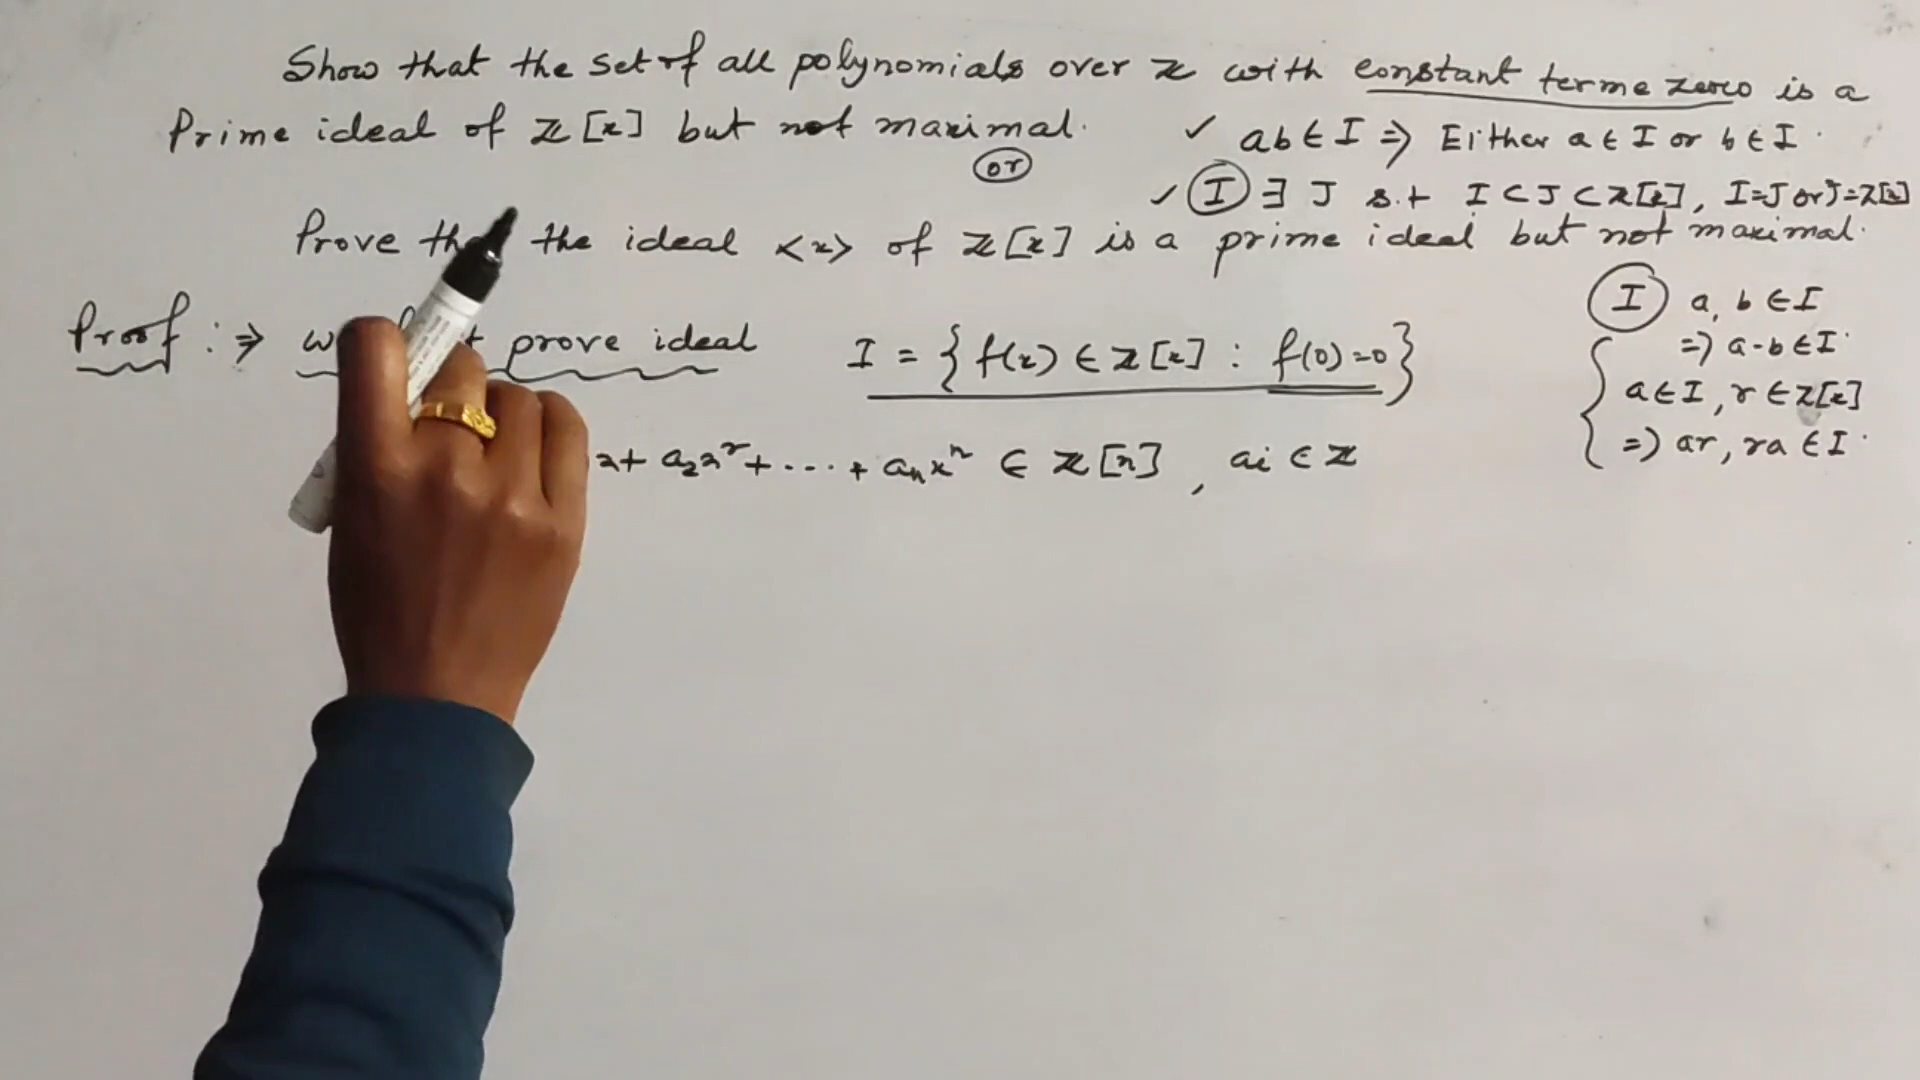 Show that the set of all polynomials over ℤ with constant terme zero is a
Prime ideal of ℤ[x] but not maximal.
✓ ab ∈ I ⇒ Either a ∈ I or b ∈ I.
(or)
✓ I ∃ J s.t I ⊂ J ⊂ ℤ[x], I=J or J=ℤ[x]
Prove the ideal <x> of ℤ[x] is a prime ideal but not maximal.
Proof :⇒ prove ideal
I = {f(x) ∈ ℤ[x] : f(0)=0}
x + a₂x² + ... + aₙxⁿ ∈ ℤ[x], ai ∈ ℤ
I a, b ∈ I
⇒ a-b ∈ I.
a ∈ I, r ∈ ℤ[x]
⇒ ar, ra ∈ I.